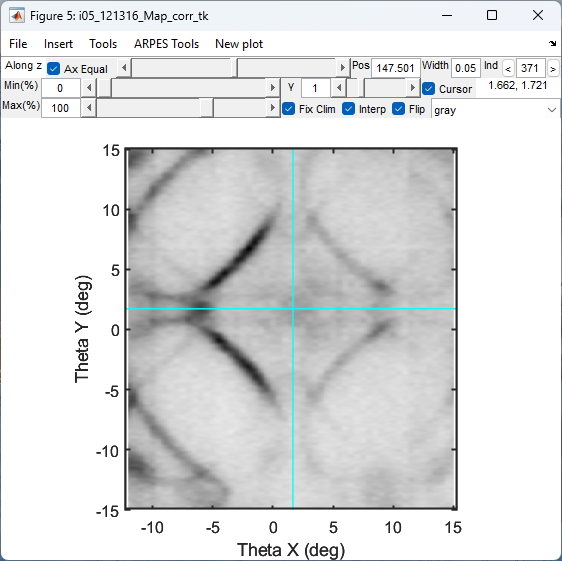 Figure 5: i05_121316_Map_corr_tk
File Insert Tools ARPES Tools New plot
Along z Ax Equal Pos 147.501 Width 0.05 Ind < 371 >
Min(%) 0 γ 1 Cursor 1.662, 1.721
Max(%) 100 Fix Clim Interp Flip gray
15
10
5
0
-5
-10
-15
Theta Y (deg)
-10 -5 0 5 10 15
Theta X (deg)